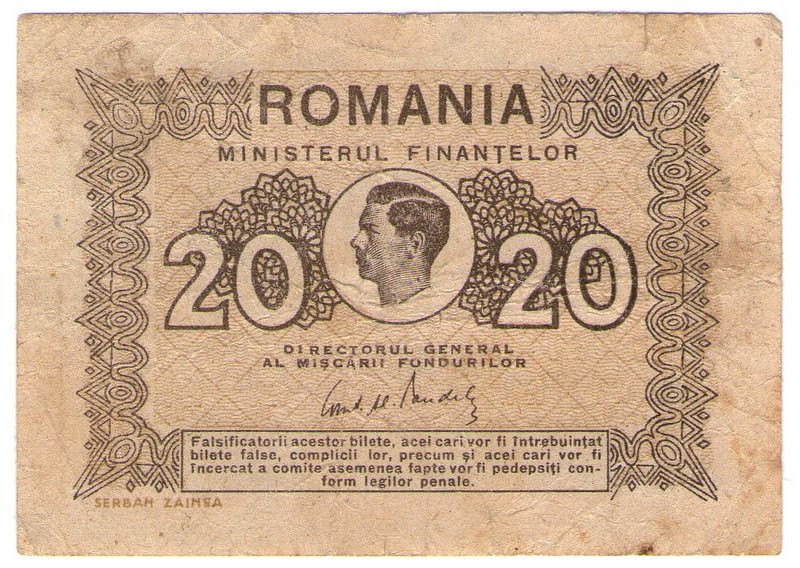 ROMANIA
MINISTERUL FINANȚELOR
20 20
DIRECTORUL GENERAL
AL MIȘCĂRII FONDURILOR
Falsificatorii acestor bilete, acei cari vor fi întrebuințat
bilete false, complicii lor, precum și acei cari vor fi
încercat a comite asemenea fapte vor fi pedepsiți con-
form legilor penale.
SERBAN ZAINEA